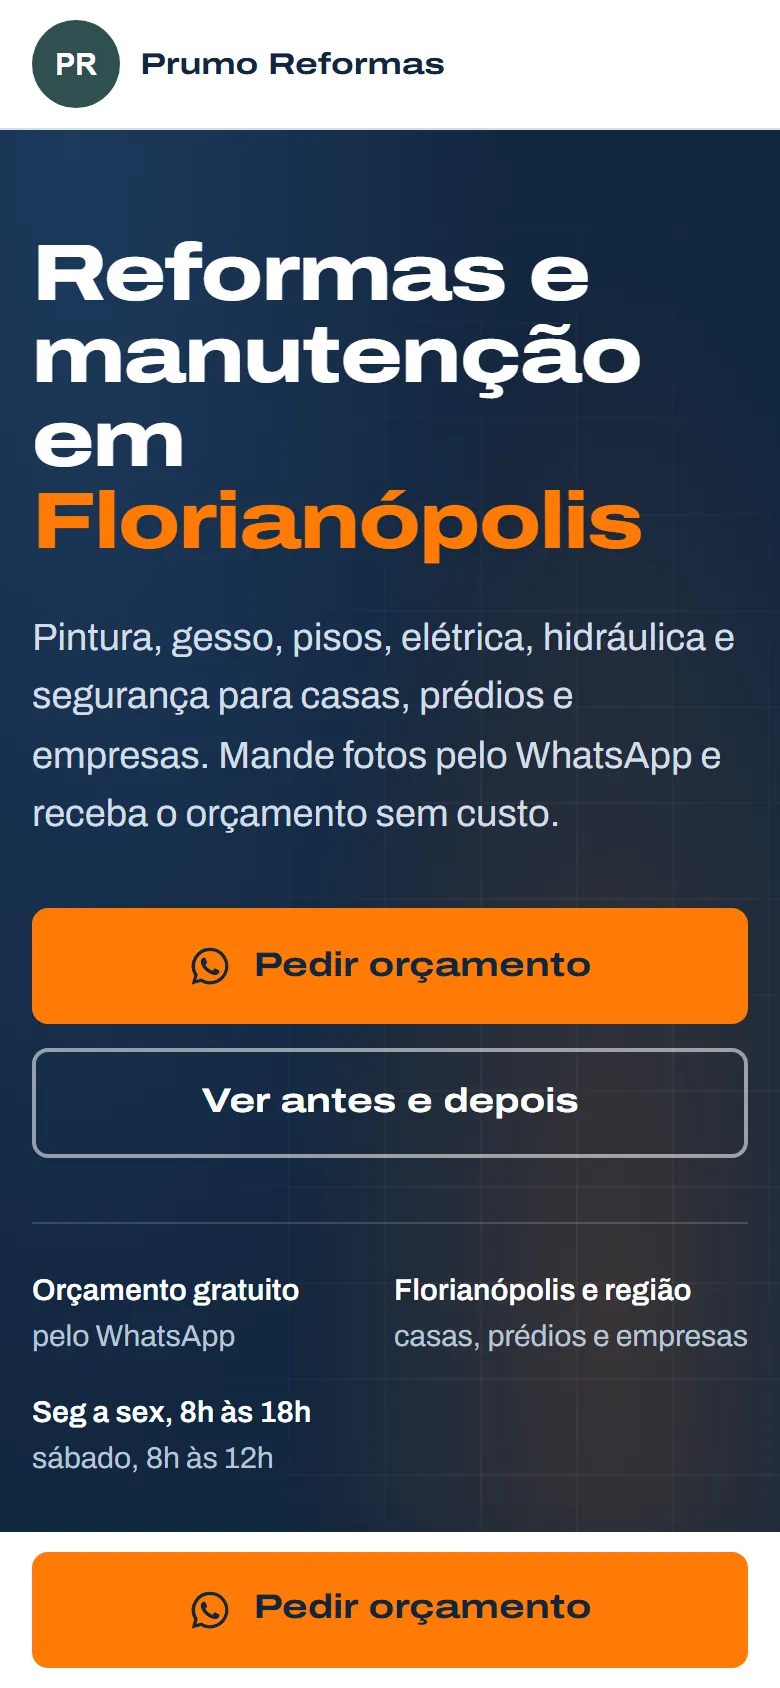 PR
Prumo Reformas
Reformas e
manutenção
em
Florianópolis
Pintura, gesso, pisos, elétrica, hidráulica e
segurança para casas, prédios e
empresas. Mande fotos pelo WhatsApp e
receba o orçamento sem custo.
Pedir orçamento
Ver antes e depois
Orçamento gratuito
pelo WhatsApp
Florianópolis e região
casas, prédios e empresas
Seg a sex, 8h às 18h
sábado, 8h às 12h
Pedir orçamento